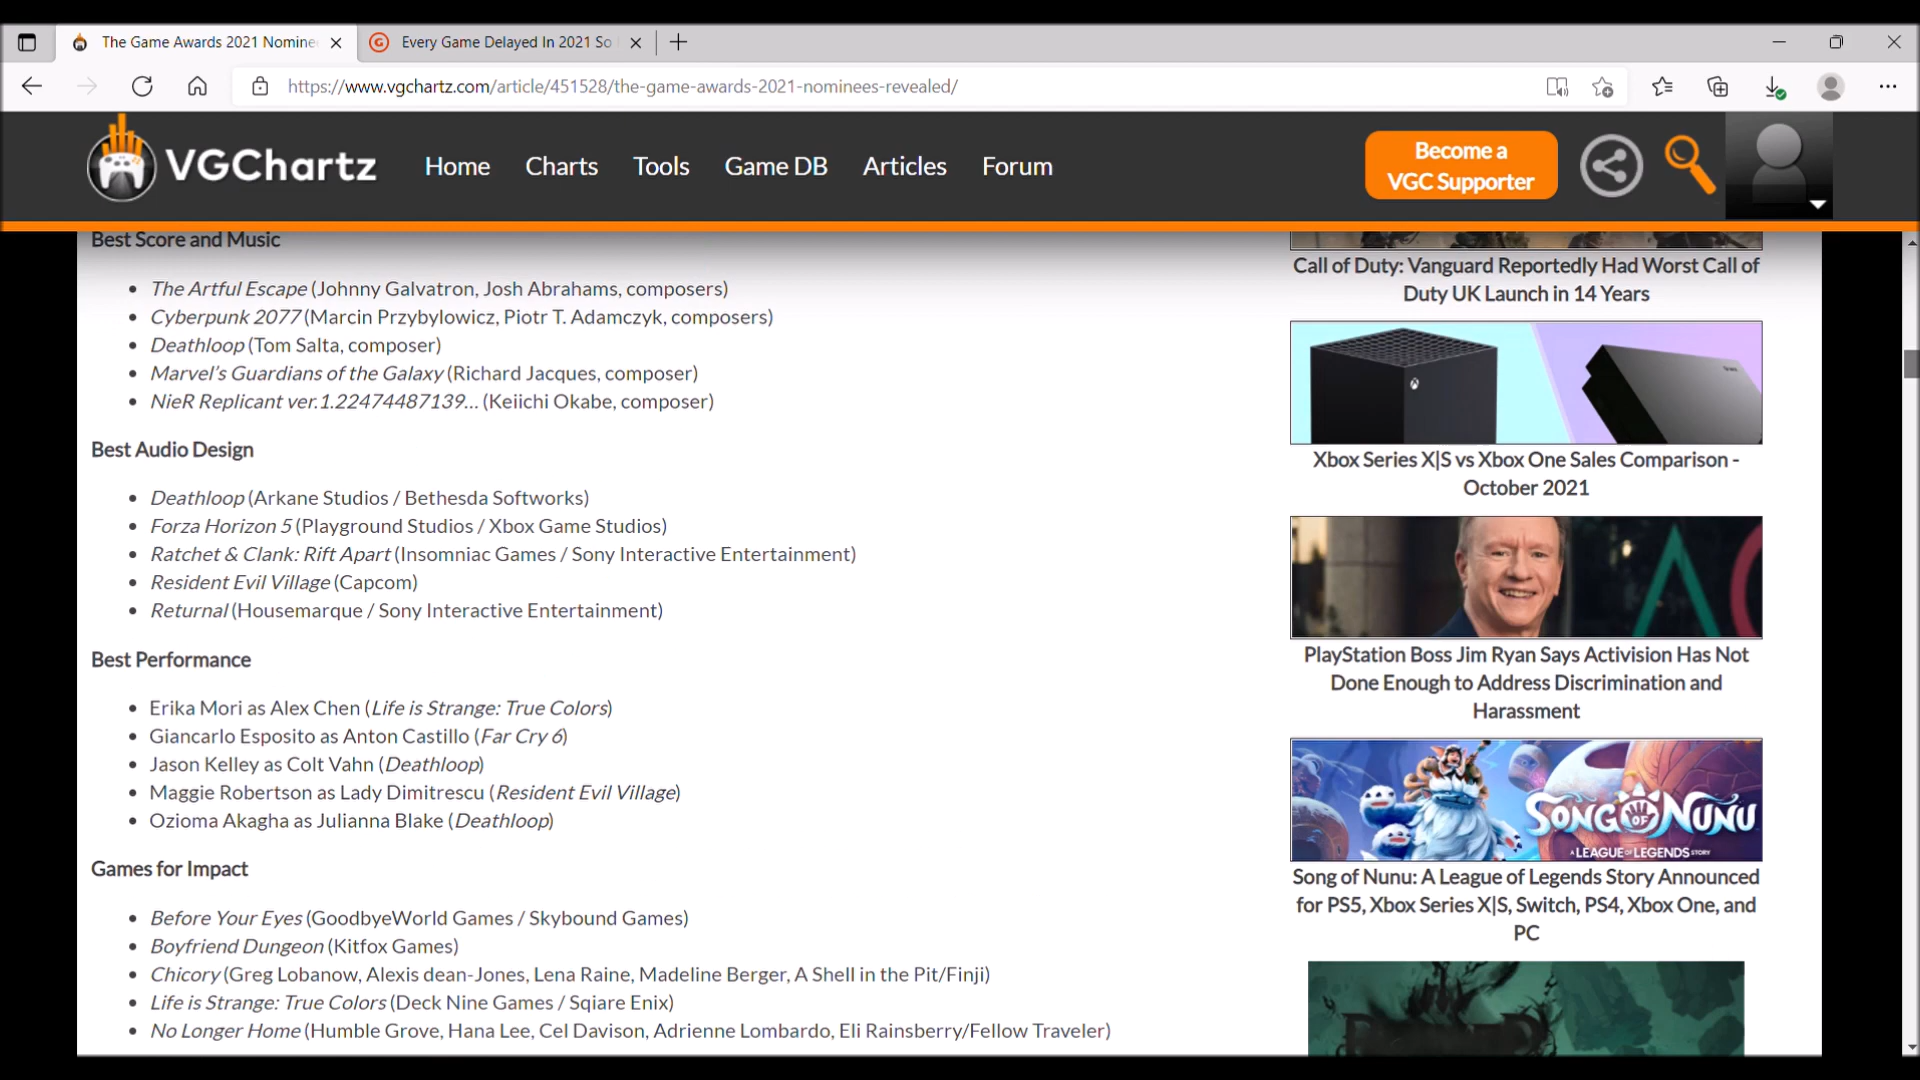 The Game Awards 2021 Nomine
Every Game Delayed In 2021 So
https://www.vgchartz.com/article/451528/the-game-awards-2021-nominees-revealed/
VGChartz
Home
Charts
Tools
Game DB
Articles
Forum
Become a
VGC Supporter
Best Score and Music
• The Artful Escape (Johnny Galvatron, Josh Abrahams, composers)
• Cyberpunk 2077 (Marcin Przybylowicz, Piotr T. Adamczyk, composers)
• Deathloop (Tom Salta, composer)
• Marvel’s Guardians of the Galaxy (Richard Jacques, composer)
• NieR Replicant ver.1.22474487139… (Keiichi Okabe, composer)
Best Audio Design
• Deathloop (Arkane Studios / Bethesda Softworks)
• Forza Horizon 5 (Playground Studios / Xbox Game Studios)
• Ratchet & Clank: Rift Apart (Insomniac Games / Sony Interactive Entertainment)
• Resident Evil Village (Capcom)
• Returnal (Housemarque / Sony Interactive Entertainment)
Best Performance
• Erika Mori as Alex Chen (Life is Strange: True Colors)
• Giancarlo Esposito as Anton Castillo (Far Cry 6)
• Jason Kelley as Colt Vahn (Deathloop)
• Maggie Robertson as Lady Dimitrescu (Resident Evil Village)
• Ozioma Akagha as Julianna Blake (Deathloop)
Games for Impact
• Before Your Eyes (GoodbyeWorld Games / Skybound Games)
• Boyfriend Dungeon (Kitfox Games)
• Chicory (Greg Lobanow, Alexis dean-Jones, Lena Raine, Madeline Berger, A Shell in the Pit/Finji)
• Life is Strange: True Colors (Deck Nine Games / Sqiare Enix)
• No Longer Home (Humble Grove, Hana Lee, Cel Davison, Adrienne Lombardo, Eli Rainsberry/Fellow Traveler)
Call of Duty: Vanguard Reportedly Had Worst Call of
Duty UK Launch in 14 Years
Xbox Series X|S vs Xbox One Sales Comparison -
October 2021
PlayStation Boss Jim Ryan Says Activision Has Not
Done Enough to Address Discrimination and
Harassment
SONG OF NUNU
A LEAGUE OF LEGENDS STORY
Song of Nunu: A League of Legends Story Announced
for PS5, Xbox Series X|S, Switch, PS4, Xbox One, and
PC